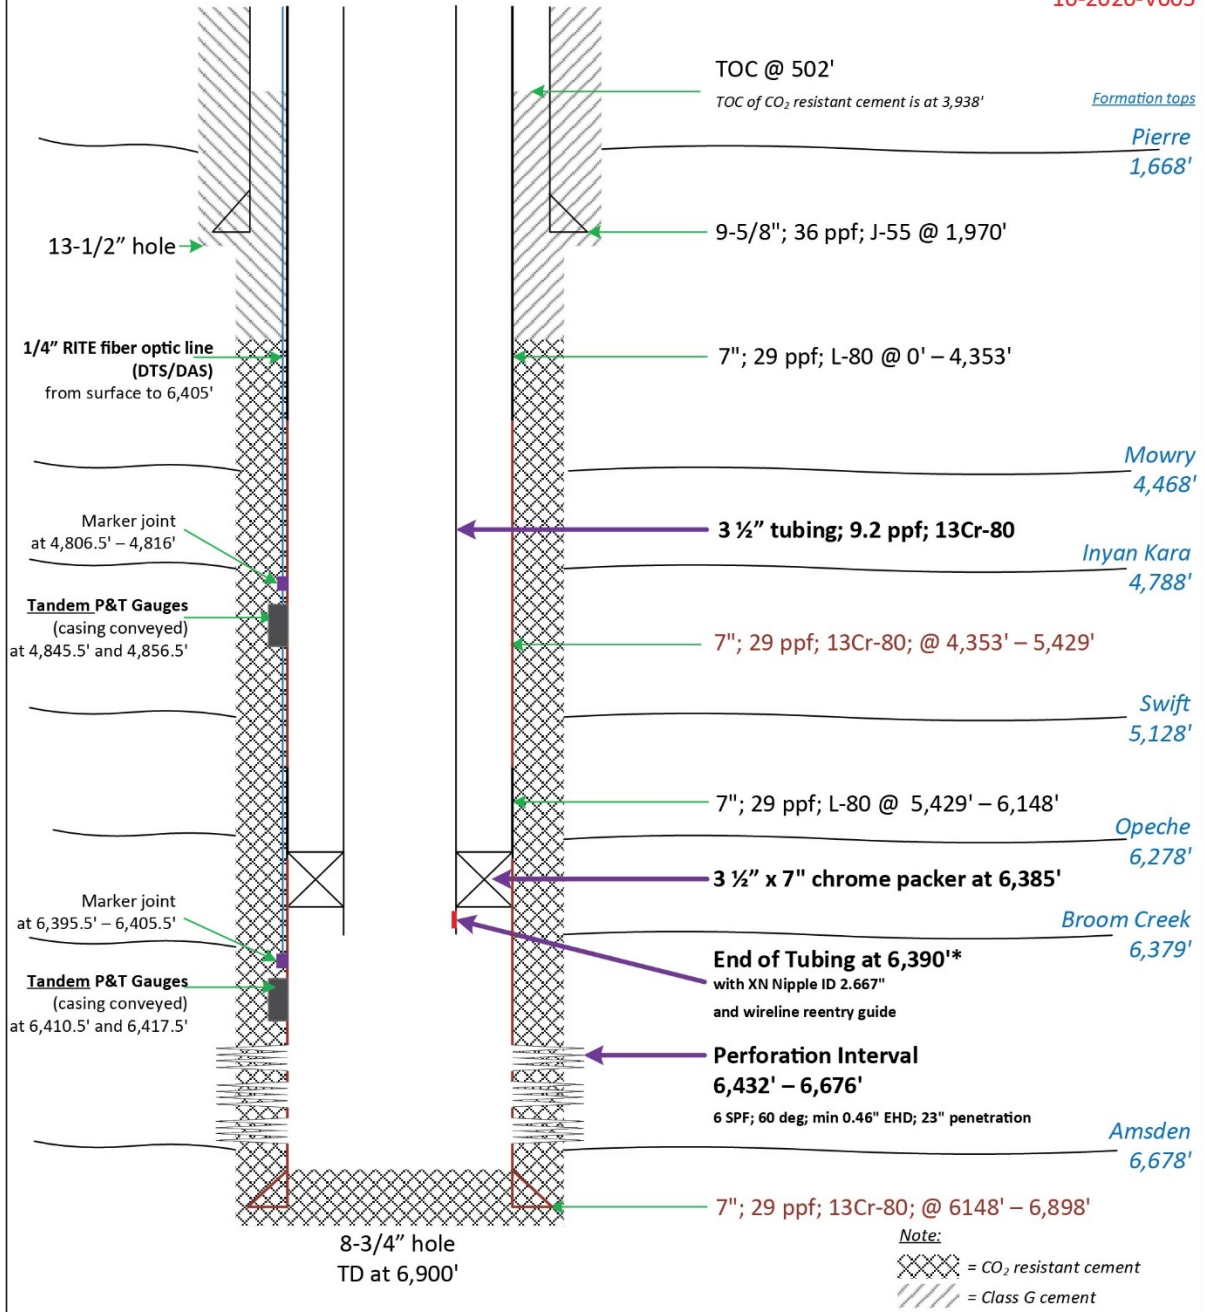 TOC @ 502'
TOC of CO₂ resistant cement is at 3,938'
Formation tops
Pierre
1,668'
13-1/2” hole
9-5/8"; 36 ppf; J-55 @ 1,970'
1/4” RITE fiber optic line
(DTS/DAS)
from surface to 6,405'
7"; 29 ppf; L-80 @ 0' – 4,353'
Mowry
4,468'
Marker joint
at 4,806.5' – 4,816'
3 ½” tubing; 9.2 ppf; 13Cr-80
Inyan Kara
4,788'
Tandem P&T Gauges
(casing conveyed)
at 4,845.5' and 4,856.5'
7"; 29 ppf; 13Cr-80; @ 4,353' – 5,429'
Swift
5,128'
7"; 29 ppf; L-80 @ 5,429' – 6,148'
Opeche
6,278'
3 ½” x 7" chrome packer at 6,385'
Marker joint
at 6,395.5' – 6,405.5'
Broom Creek
6,379'
End of Tubing at 6,390'*
with XN Nipple ID 2.667"
and wireline reentry guide
Tandem P&T Gauges
(casing conveyed)
at 6,410.5' and 6,417.5'
Perforation Interval
6,432' – 6,676'
6 SPF; 60 deg; min 0.46" EHD; 23" penetration
Amsden
6,678'
7"; 29 ppf; 13Cr-80; @ 6148' – 6,898'
8-3/4” hole
TD at 6,900'
Note:
= CO₂ resistant cement
= Class G cement